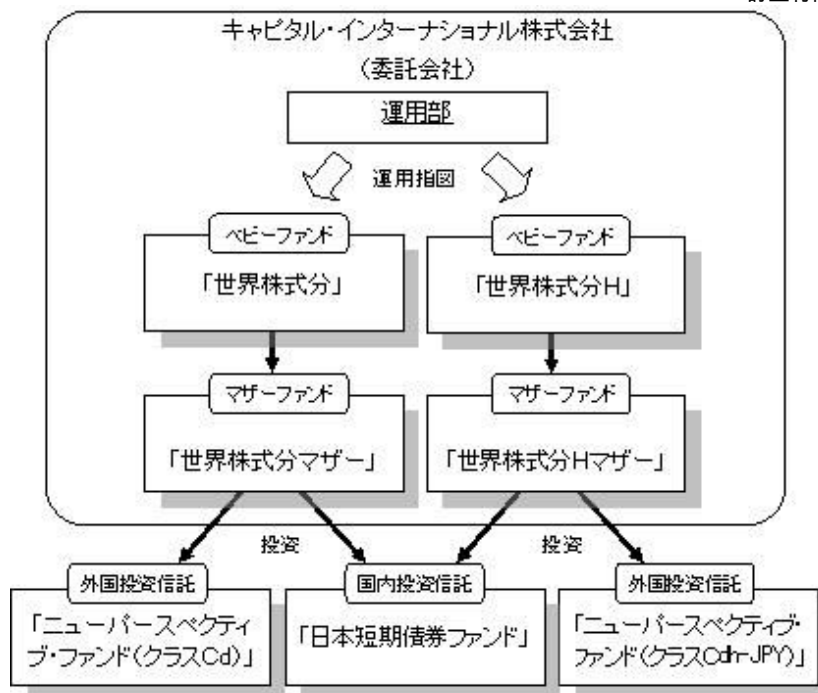 キャピタル・インターナショナル株式会社
(委託会社)
運用部
運用指図
ベビーファンド
ベビーファンド
「世界株式分」
「世界株式分H」
マザーファンド
マザーファンド
「世界株式分マザー」
「世界株式分Hマザー」
投資
投資
外国投資信託
国内投資信託
外国投資信託
「ニューパースペクティ
ブ・ファンド(クラスCd)」
「日本短期債券ファンド」
「ニューパースペクティブ・
ファンド(クラスCdh-JPY)」